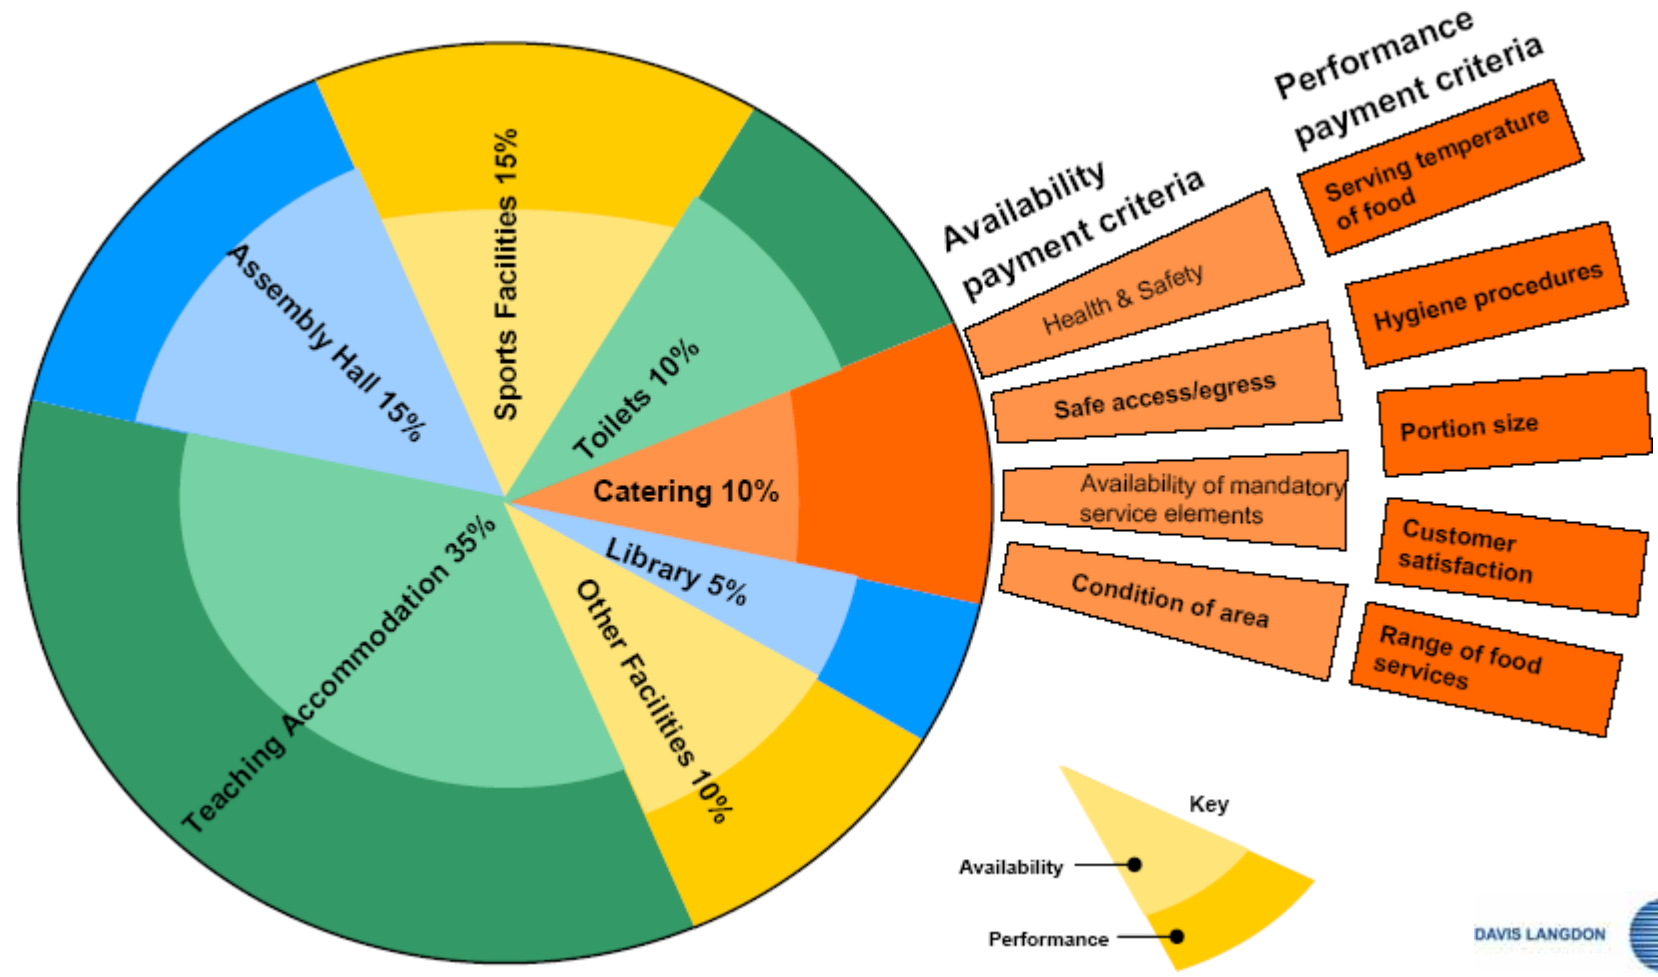 Sports Facilities 15%
Assembly Hall 15%
Toilets 10%
Catering 10%
Library 5%
Other Facilities 10%
Teaching Accommodation 35%
Availability
payment criteria
Health & Safety
Safe access/egress
Availability of mandatory
service elements
Condition of area
Performance
payment criteria
Serving temperature
of food
Hygiene procedures
Portion size
Customer
satisfaction
Range of food
services
Key
Availability
Performance
DAVIS LANGDON